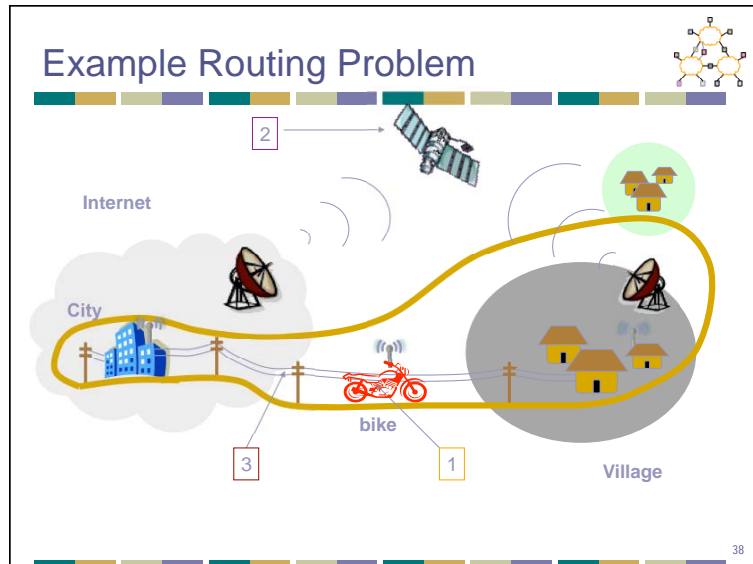 Example Routing Problem
2
Internet
City
bike
3
1
Village
38